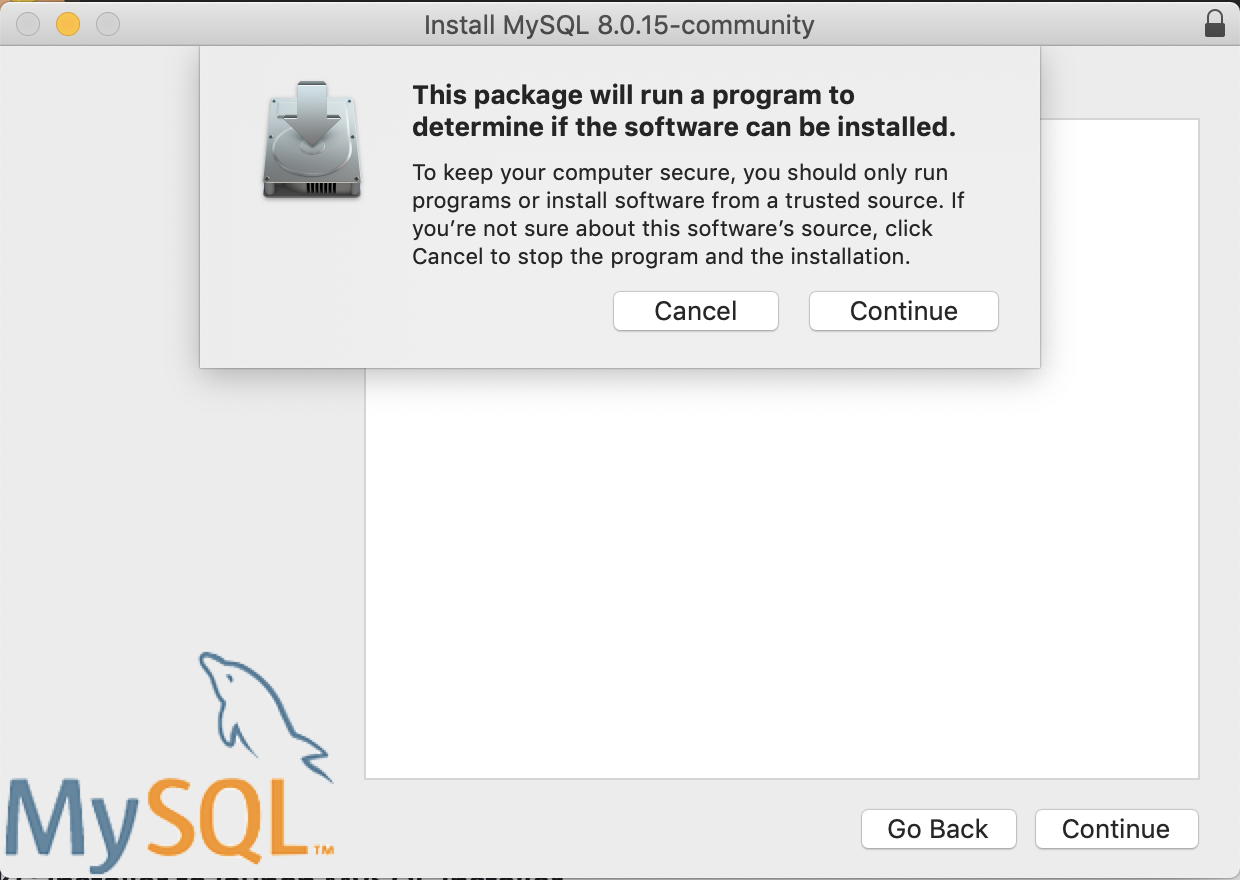 Install MySQL 8.0.15-community
This package will run a program to
determine if the software can be installed.
To keep your computer secure, you should only run
programs or install software from a trusted source. If
you’re not sure about this software’s source, click
Cancel to stop the program and the installation.
Cancel Continue
MySQL™
Go Back Continue